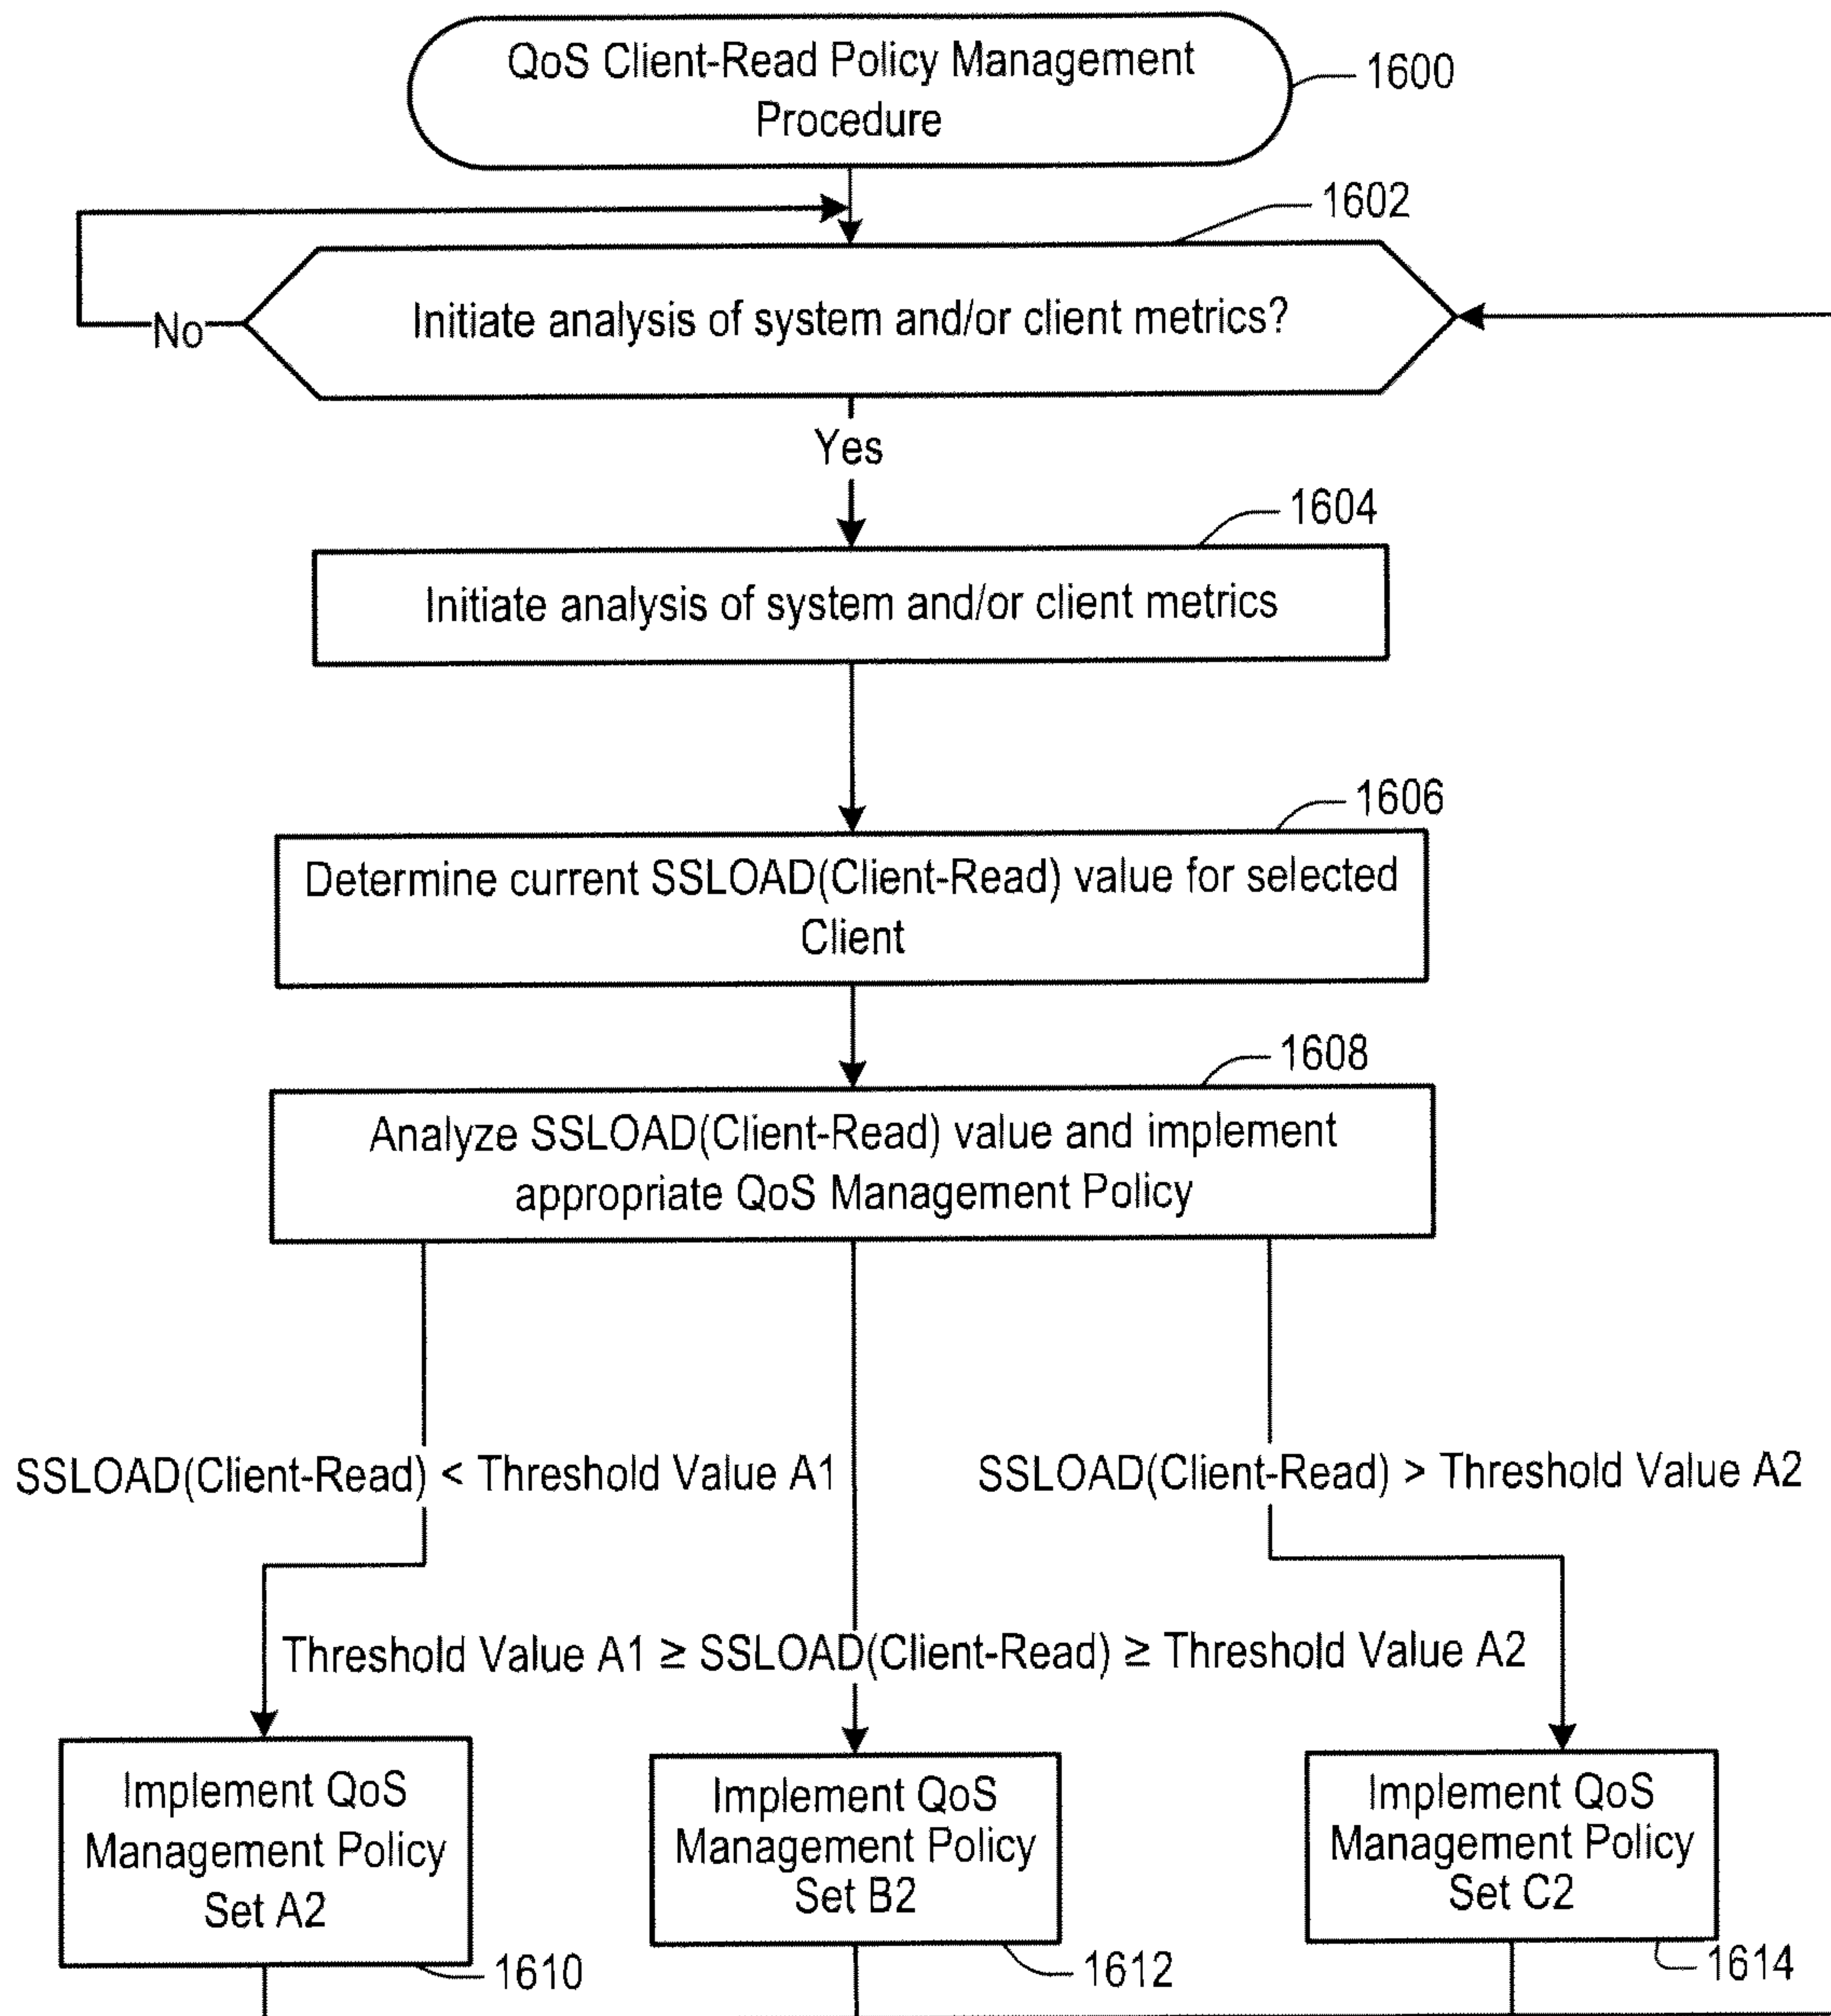 QoS Client-Read Policy Management
Procedure
1600
1602
Initiate analysis of system and/or client metrics?
No
Yes
1604
Initiate analysis of system and/or client metrics
1606
Determine current SSLOAD(Client-Read) value for selected
Client
1608
Analyze SSLOAD(Client-Read) value and implement
appropriate QoS Management Policy
SSLOAD(Client-Read) < Threshold Value A1
SSLOAD(Client-Read) > Threshold Value A2
Threshold Value A1 ≥ SSLOAD(Client-Read) ≥ Threshold Value A2
Implement QoS
Management Policy
Set A2
1610
Implement QoS
Management Policy
Set B2
1612
Implement QoS
Management Policy
Set C2
1614